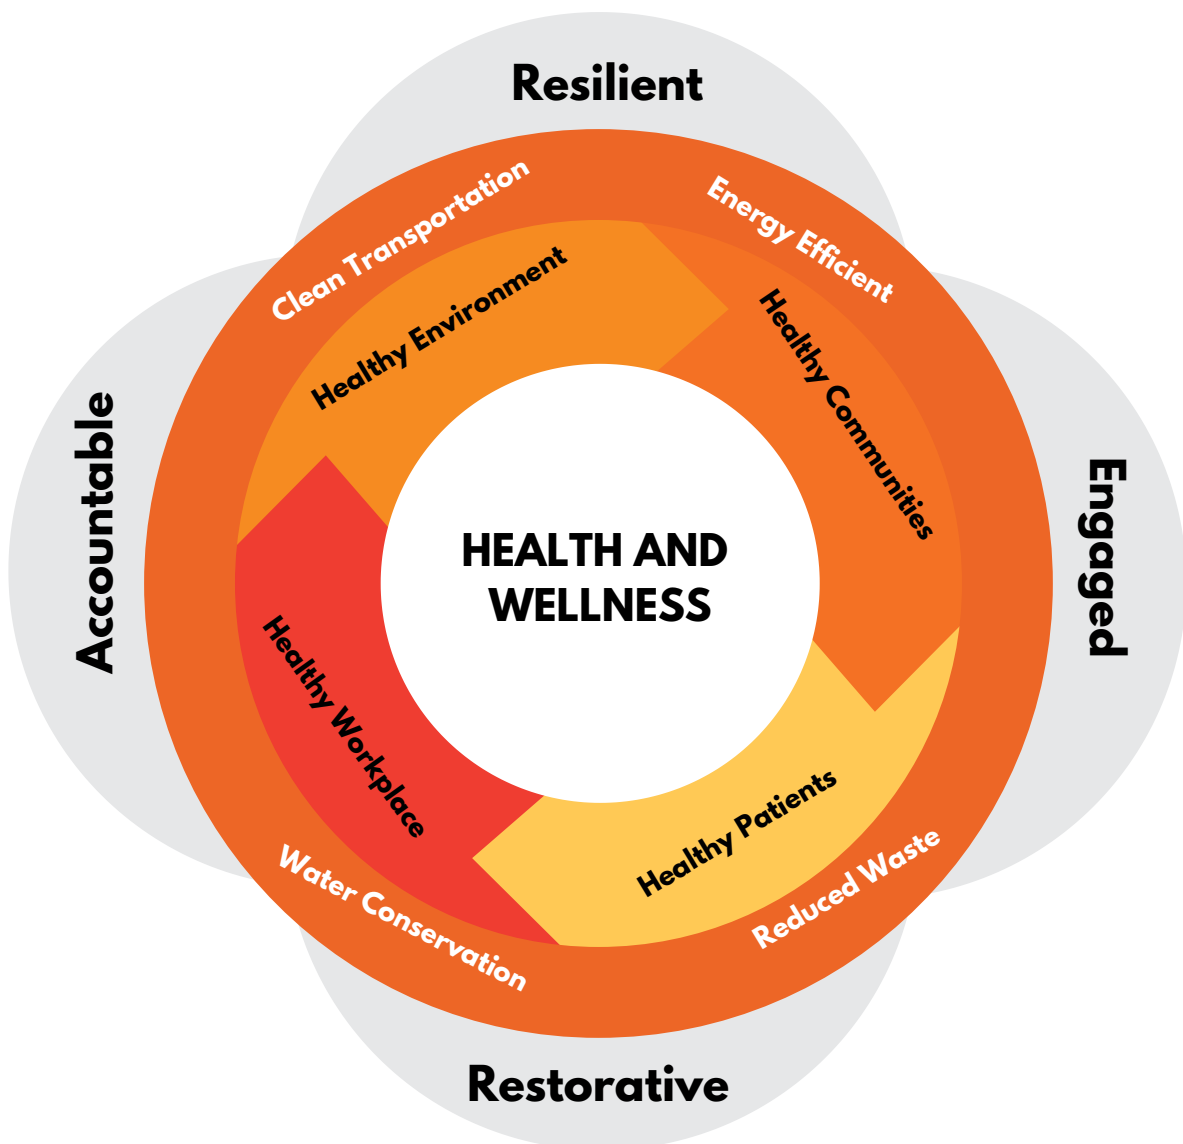 Resilient
Clean Transportation
Energy Efficient
Healthy Environment
Healthy Communities
Accountable
Engaged
HEALTH AND
WELLNESS
Healthy Workplace
Healthy Patients
Water Conservation
Reduced Waste
Restorative